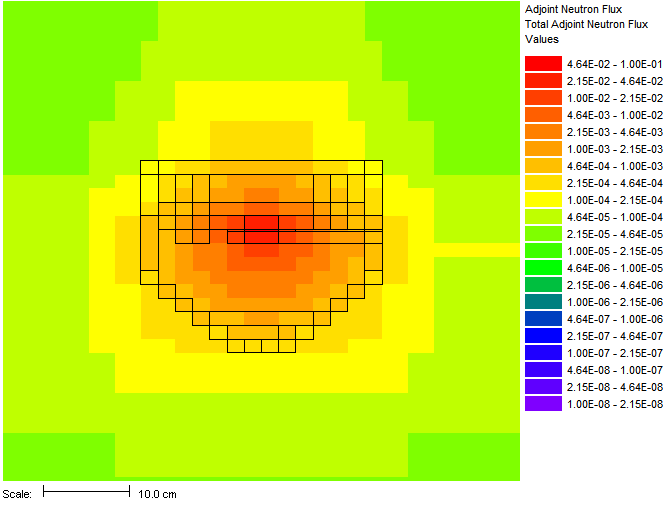 Adjoint Neutron Flux
Total Adjoint Neutron Flux
Values
4.64E-02 - 1.00E-01
2.15E-02 - 4.64E-02
1.00E-02 - 2.15E-02
4.64E-03 - 1.00E-02
2.15E-03 - 4.64E-03
1.00E-03 - 2.15E-03
4.64E-04 - 1.00E-03
2.15E-04 - 4.64E-04
1.00E-04 - 2.15E-04
4.64E-05 - 1.00E-04
2.15E-05 - 4.64E-05
1.00E-05 - 2.15E-05
4.64E-06 - 1.00E-05
2.15E-06 - 4.64E-06
1.00E-06 - 2.15E-06
4.64E-07 - 1.00E-06
2.15E-07 - 4.64E-07
1.00E-07 - 2.15E-07
4.64E-08 - 1.00E-07
2.15E-08 - 4.64E-08
1.00E-08 - 2.15E-08
Scale: 10.0 cm